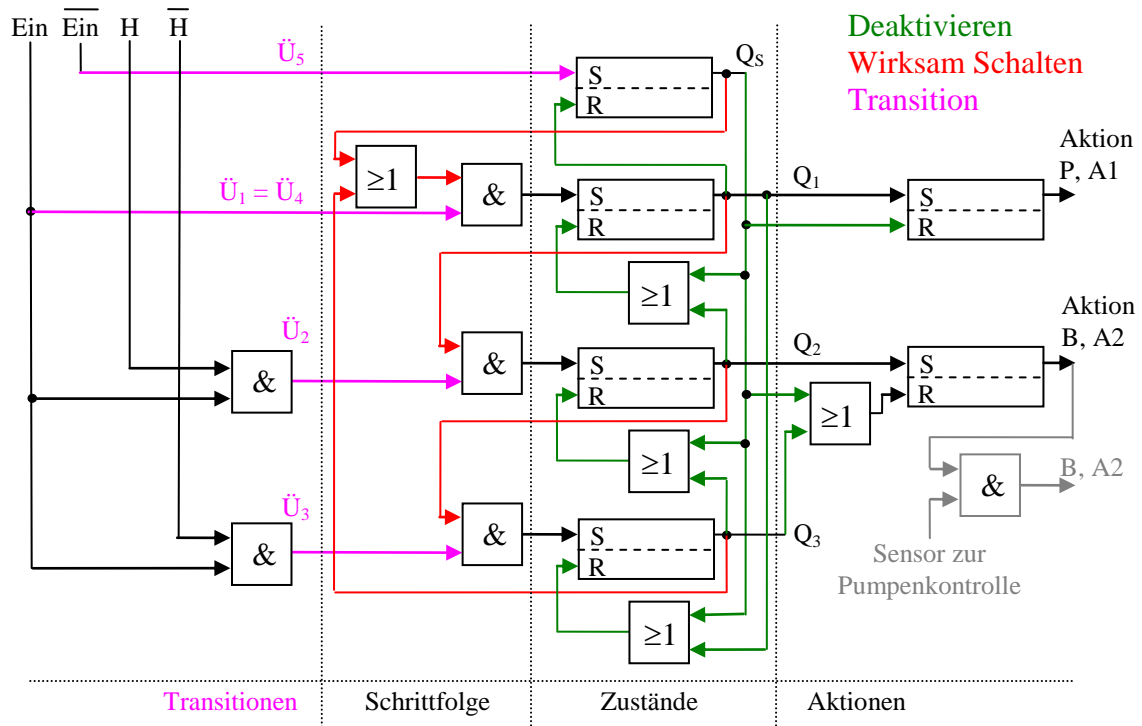 Ein Ein H H
Deaktivieren
Wirksam Schalten
Transition
Ü5
S
R
QS
Aktion
P, A1
≥1
Ü1 = Ü4
&
S
R
Q1
S
R
≥1
Ü2
&
&
S
R
Q2
Aktion
B, A2
S
R
≥1
≥1
B, A2
&
Ü3
&
&
S
R
Q3
Sensor zur
Pumpenkontrolle
≥1
Transitionen
Schrittfolge
Zustände
Aktionen